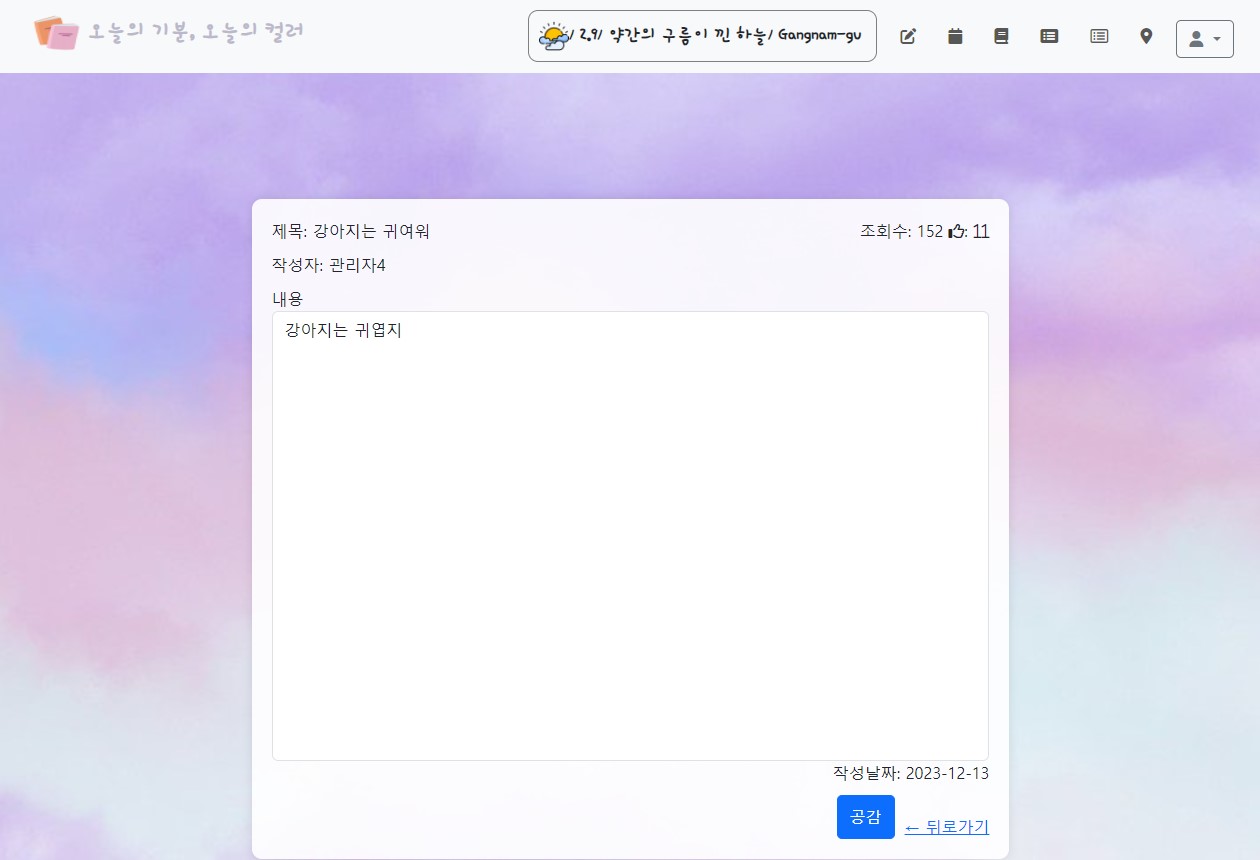 오늘의 기분, 오늘의 컬러
/ 2.9/ 약간의 구름이 낀 하늘/ Gangnam-gu
제목: 강아지는 귀여워
조회수: 152 : 11
작성자: 관리자4
내용
강아지는 귀엽지
작성날짜: 2023-12-13
공감
← 뒤로가기